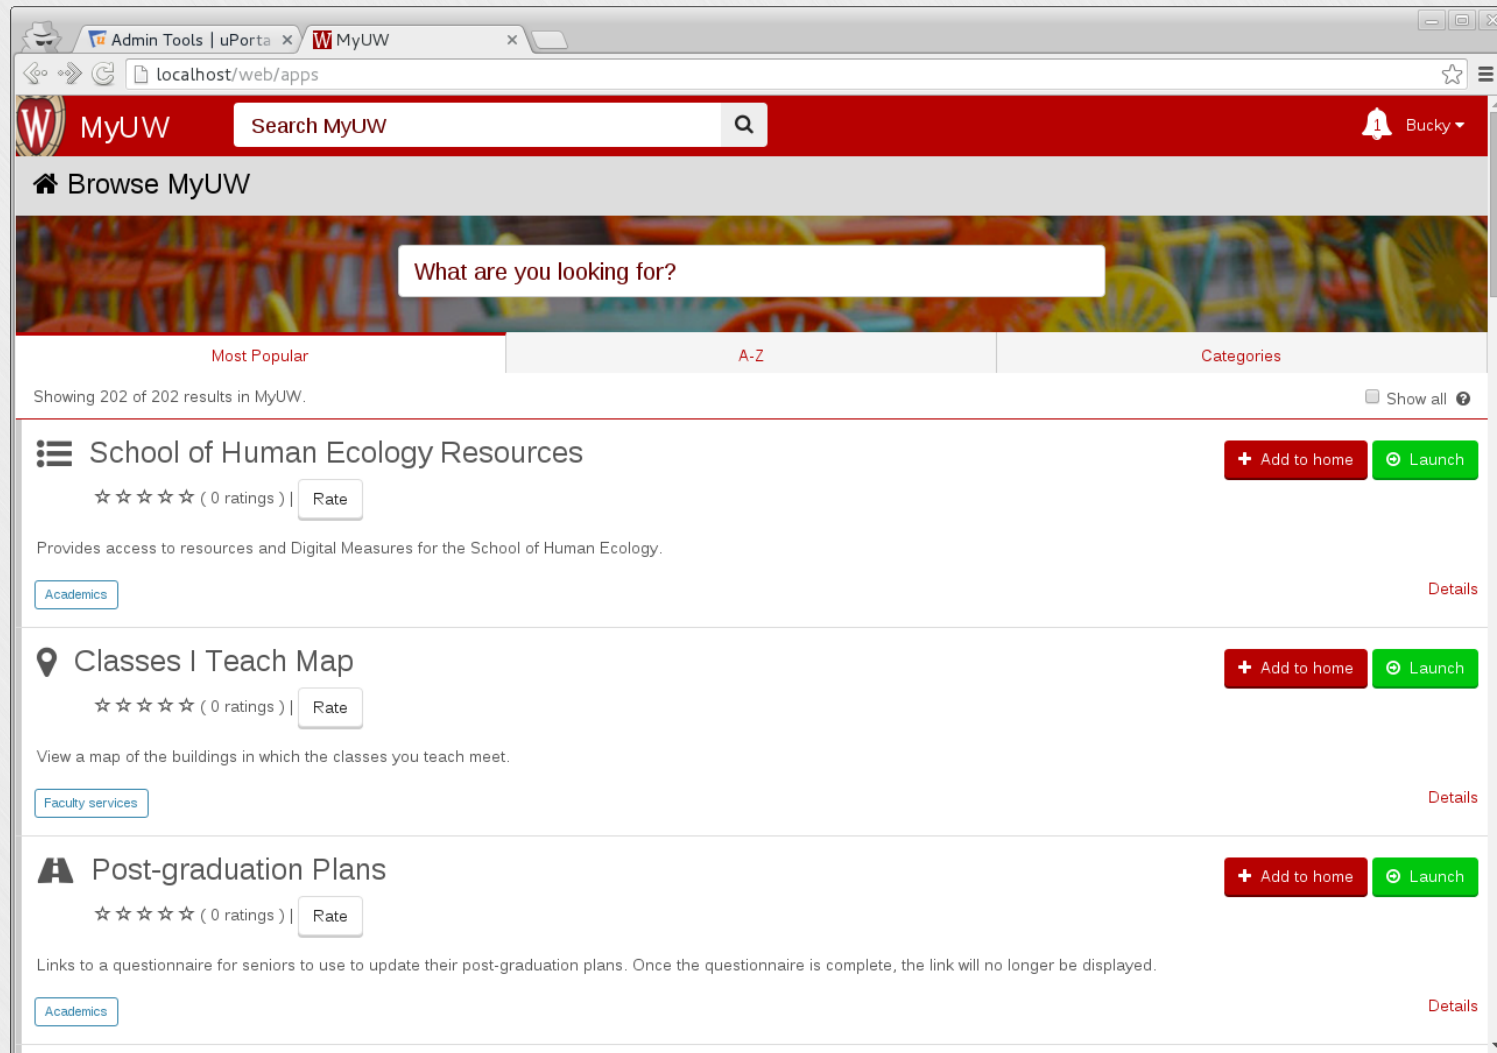 Admin Tools | uPorta
MyUW
localhost/web/apps
W MyUW
Search MyUW
1 Bucky
Browse MyUW
What are you looking for?
Most Popular
A-Z
Categories
Showing 202 of 202 results in MyUW.
Show all
School of Human Ecology Resources
Add to home
Launch
( 0 ratings ) | Rate
Provides access to resources and Digital Measures for the School of Human Ecology.
Academics
Details
Classes I Teach Map
Add to home
Launch
( 0 ratings ) | Rate
View a map of the buildings in which the classes you teach meet.
Faculty services
Details
Post-graduation Plans
Add to home
Launch
( 0 ratings ) | Rate
Links to a questionnaire for seniors to use to update their post-graduation plans. Once the questionnaire is complete, the link will no longer be displayed.
Academics
Details